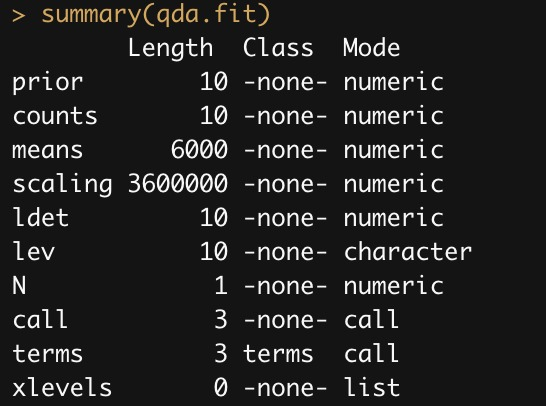 > summary(qda.fit)
        Length  Class  Mode
prior        10 -none- numeric
counts       10 -none- numeric
means      6000 -none- numeric
scaling 3600000 -none- numeric
ldet         10 -none- numeric
lev          10 -none- character
N             1 -none- numeric
call          3 -none- call
terms         3 terms  call
xlevels       0 -none- list